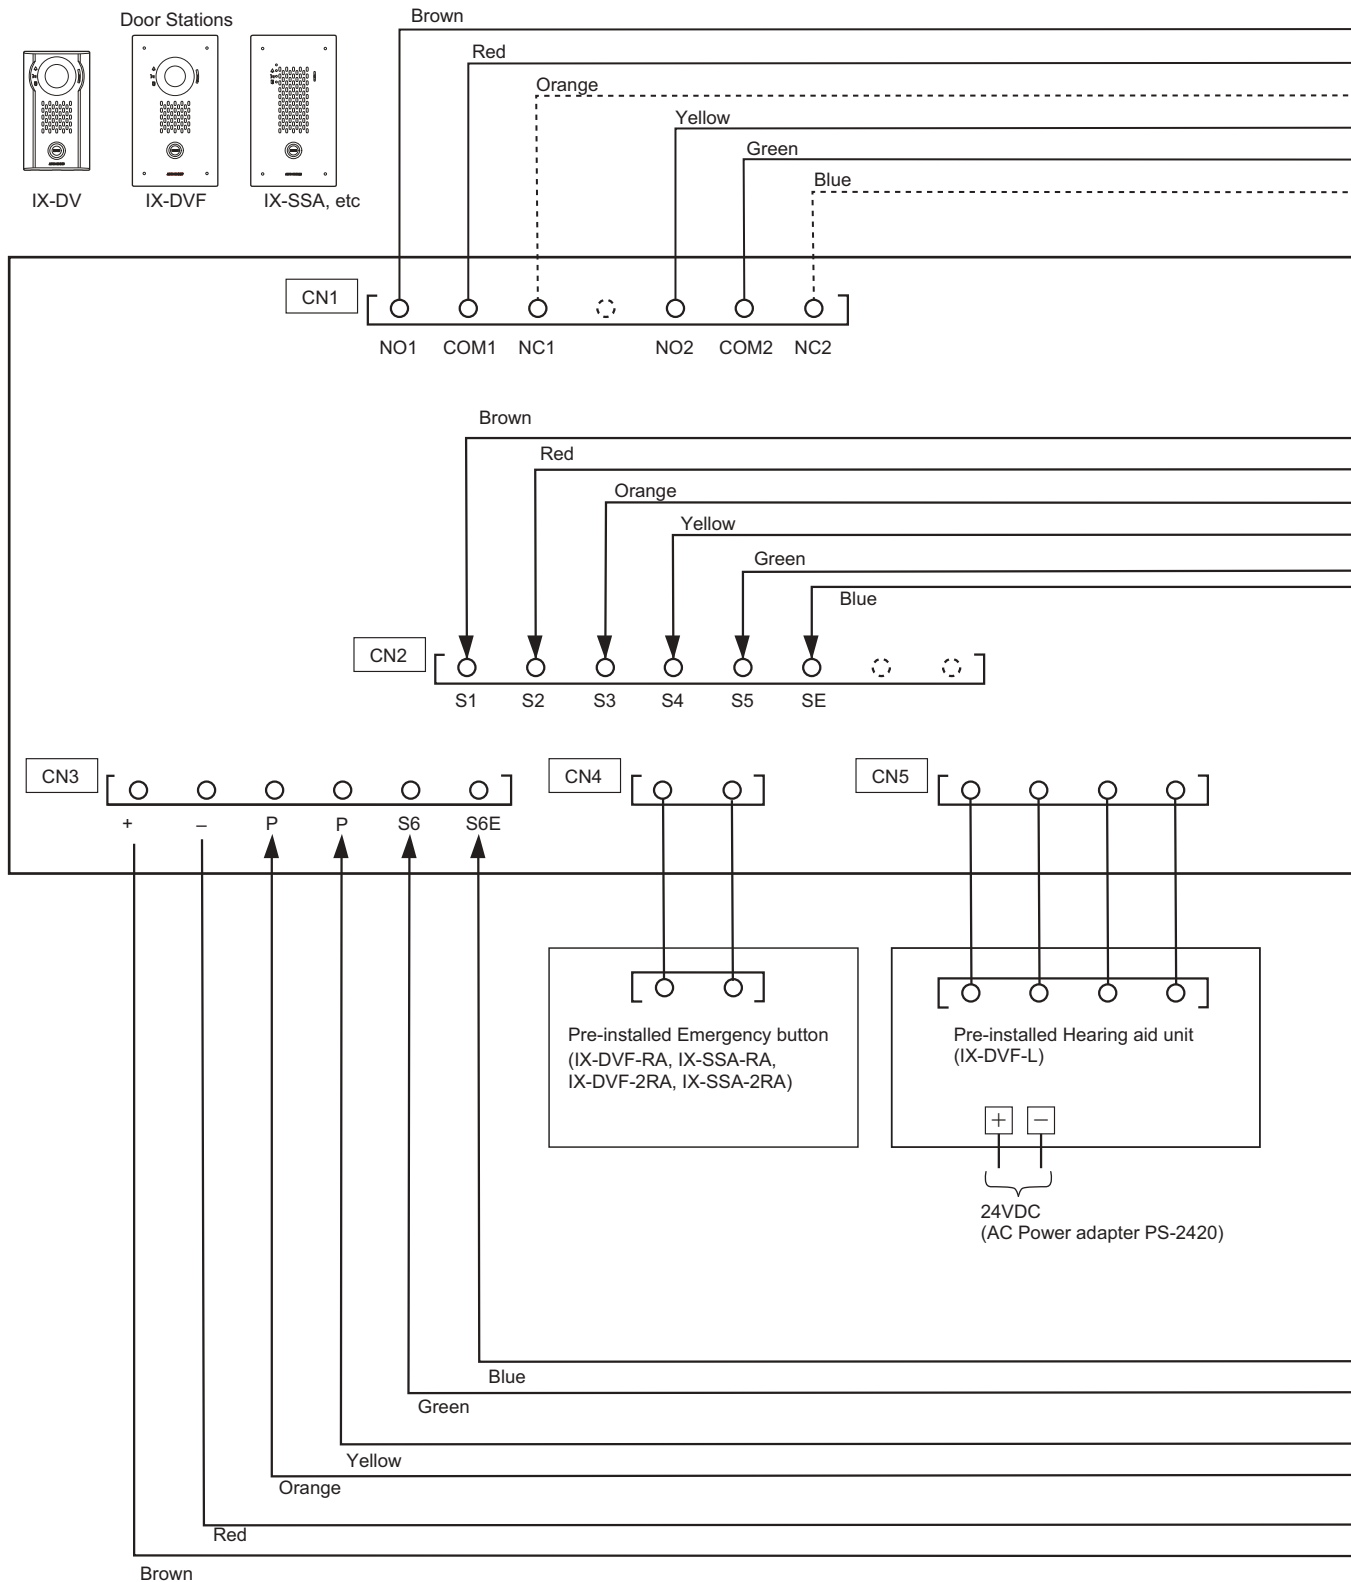 Door Stations
IX-DV
IX-DVF
IX-SSA, etc
Brown
Red
Orange
Yellow
Green
Blue
CN1
NO1 COM1 NC1 NO2 COM2 NC2
Brown
Red
Orange
Yellow
Green
Blue
CN2
S1 S2 S3 S4 S5 SE
CN3
+ – P P S6 S6E
CN4
CN5
Pre-installed Emergency button
(IX-DVF-RA, IX-SSA-RA,
IX-DVF-2RA, IX-SSA-2RA)
Pre-installed Hearing aid unit
(IX-DVF-L)
+ –
24VDC
(AC Power adapter PS-2420)
Blue
Green
Yellow
Orange
Red
Brown